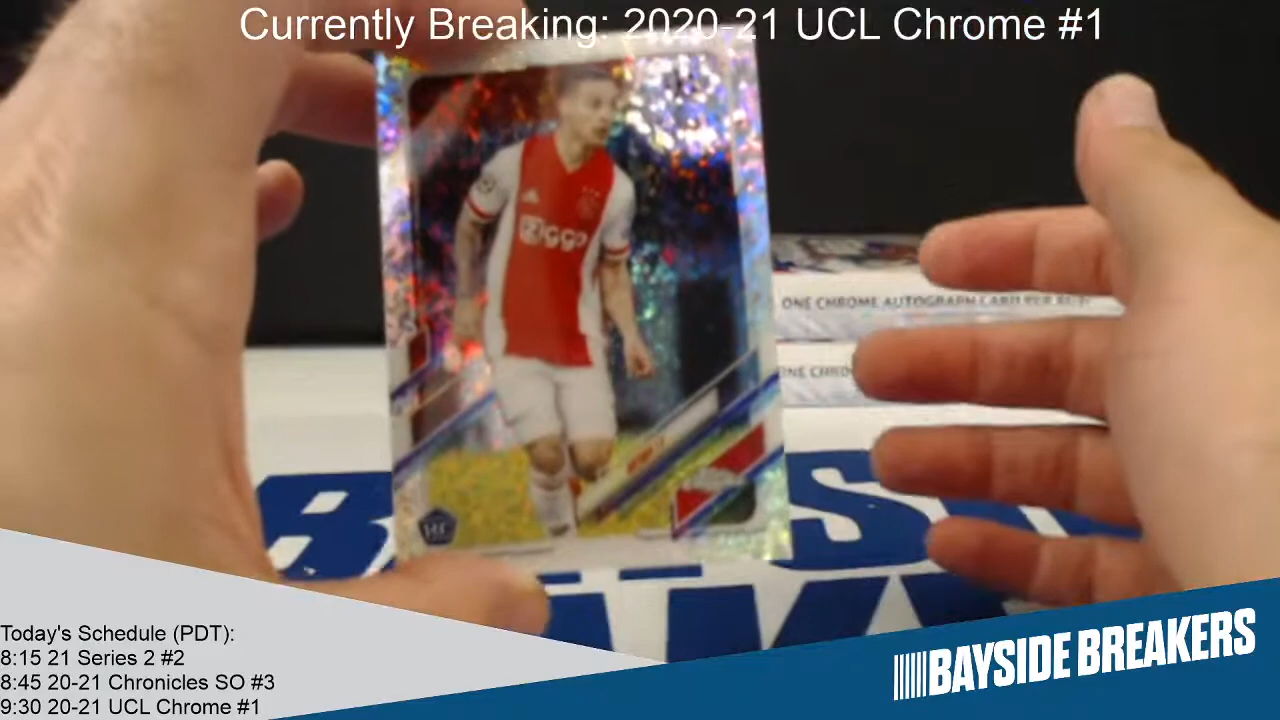 Currently Breaking: 2020-21 UCL Chrome #1
Ziggo
ONE CHROME AUTOGRAPH CARD PER
ONE CHRO
Today's Schedule (PDT):
8:15 21 Series 2 #2
8:45 20-21 Chronicles SO #3
9:30 20-21 UCL Chrome #1
BAYSIDE BREAKERS